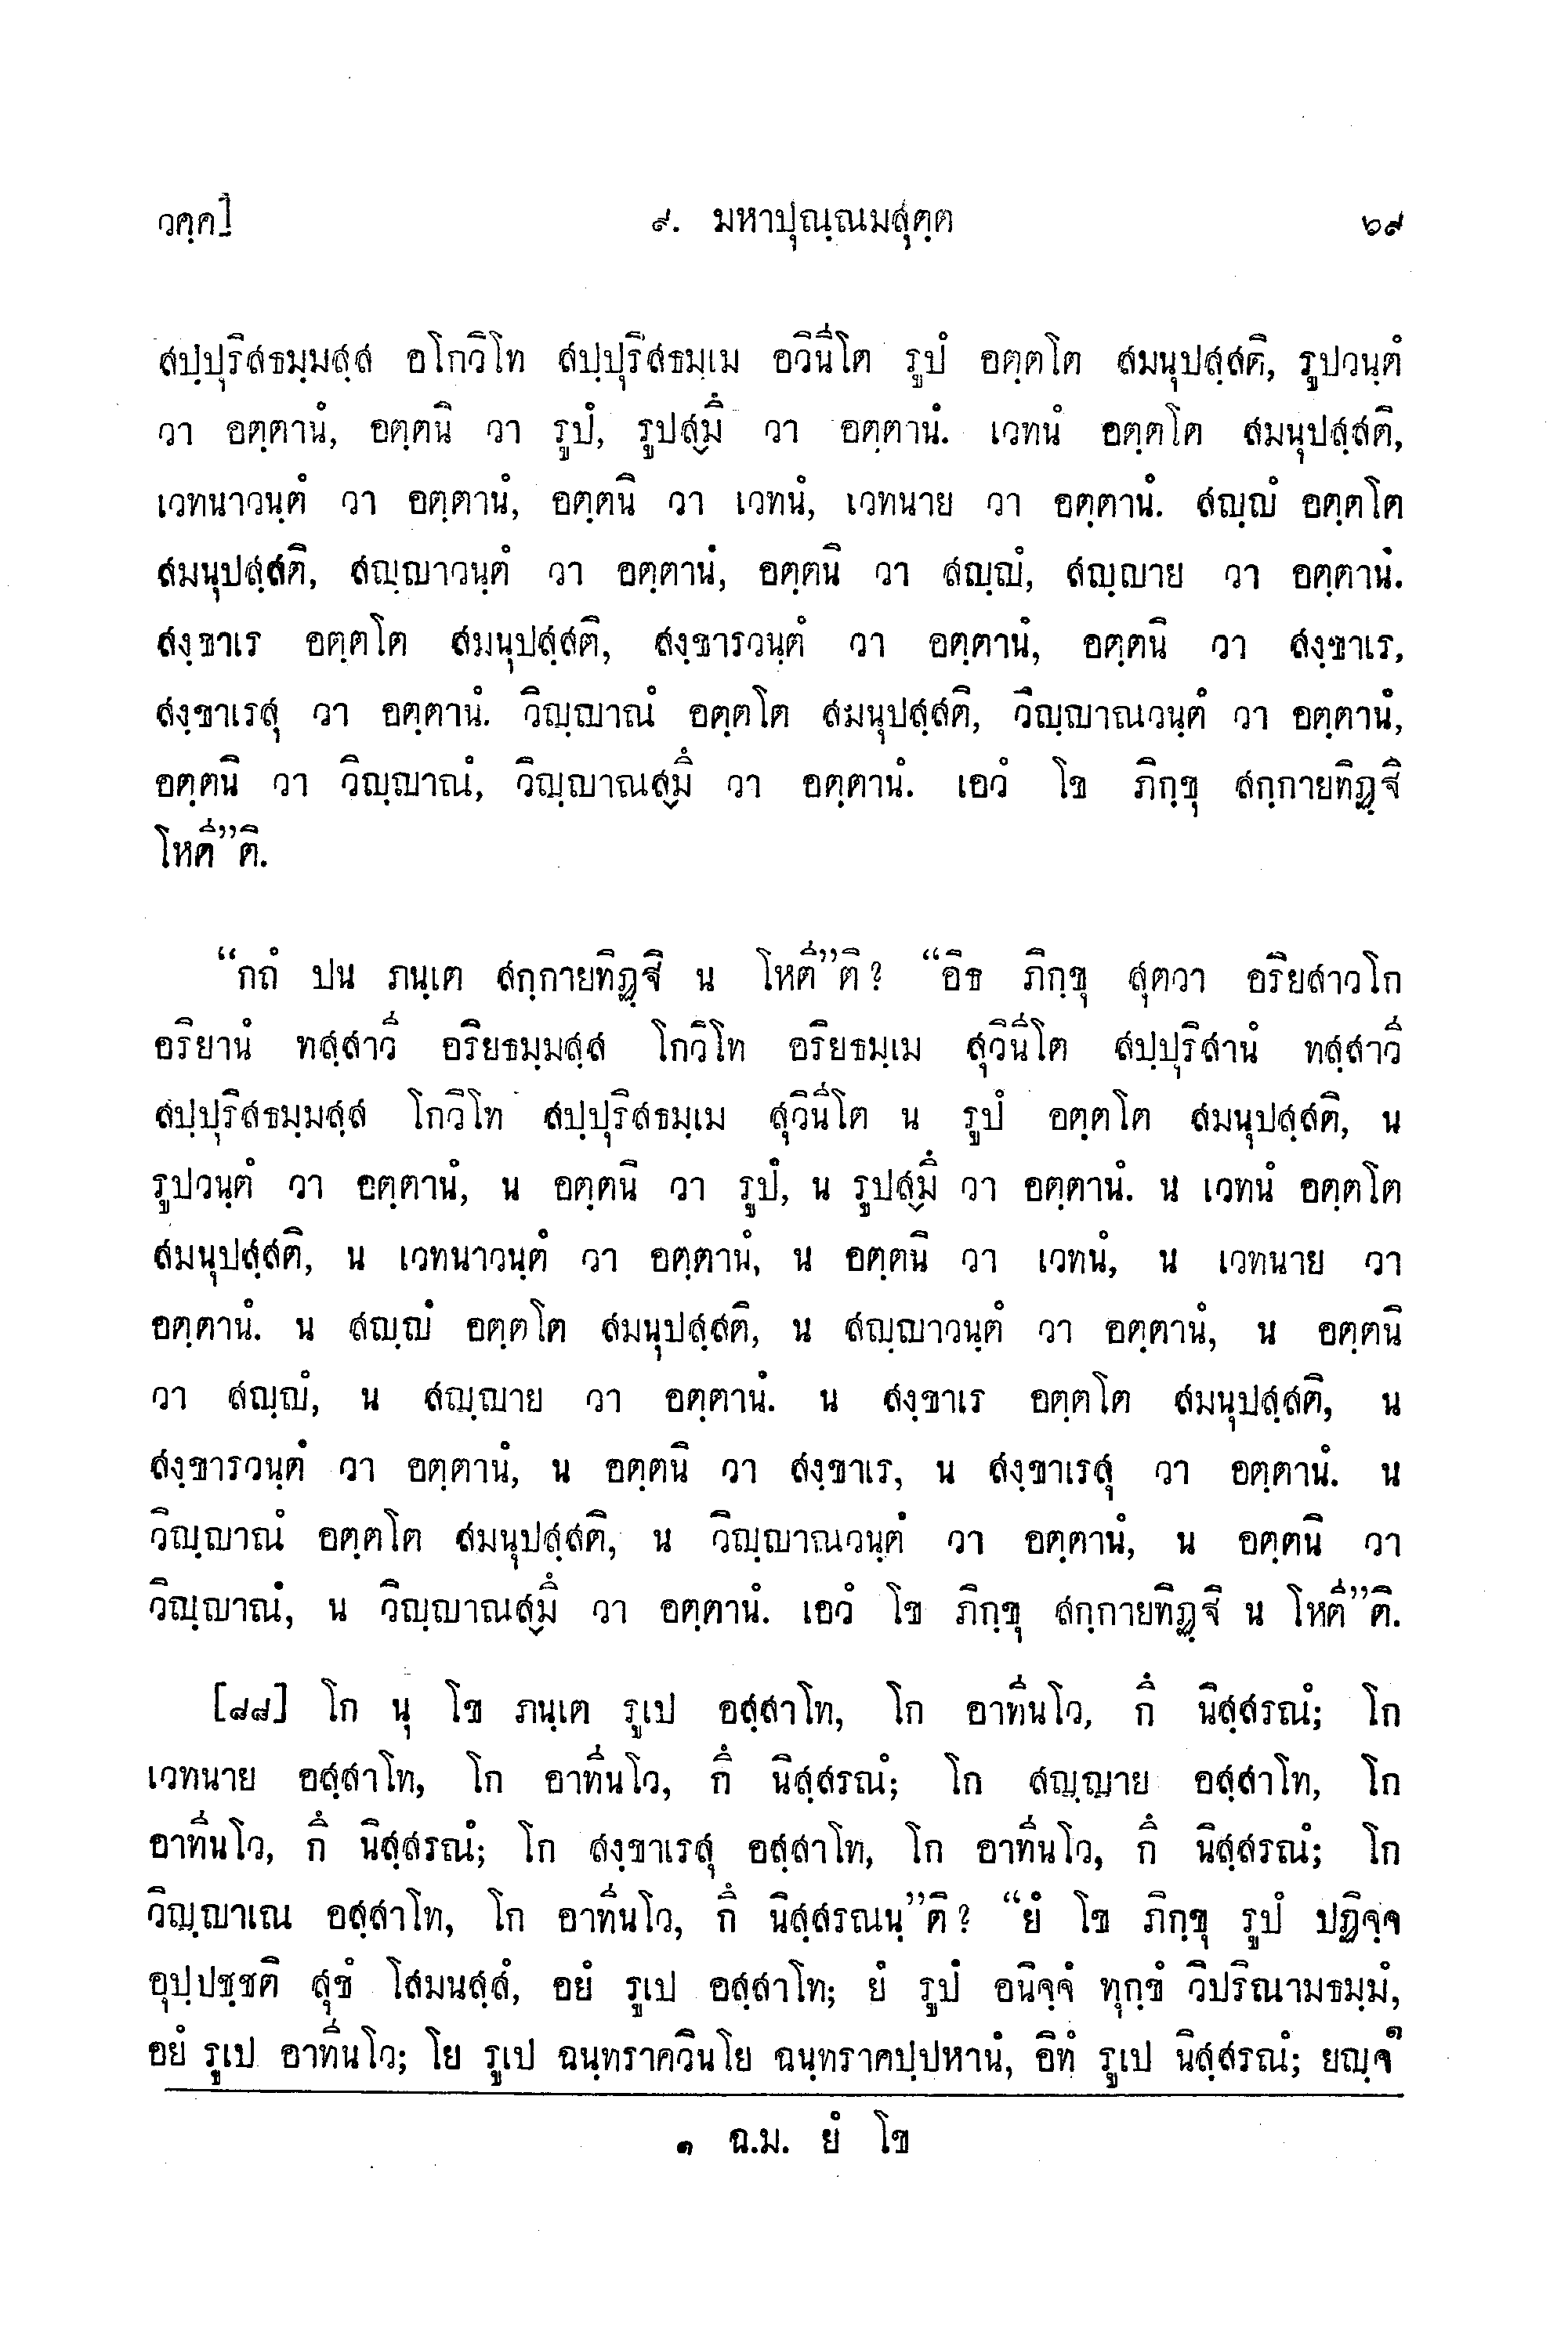 วคฺค] ๙. มหาปุณฺณมสุตฺต ๖๙
สปฺปุริสธมฺมสฺส อโกวิโท สปฺปุริสธมฺเม อวินีโต รูปํ อตฺตโต สมนุปสฺสติ, รูปวนฺตํ
วา อตฺตานํ, อตฺตนิ วา รูปํ, รูปสฺมึ วา อตฺตานํ. เวทนํ อตฺตโต สมนุปสฺสติ,
เวทนาวนฺตํ วา อตฺตานํ, อตฺตนิ วา เวทนํ, เวทนาย วา อตฺตานํ. สญฺญํ อตฺตโต
สมนุปสฺสติ, สญฺญาวนฺตํ วา อตฺตานํ, อตฺตนิ วา สญฺญํ, สญฺญาย วา อตฺตานํ.
สงฺขาเร อตฺตโต สมนุปสฺสติ, สงฺขารวนฺตํ วา อตฺตานํ, อตฺตนิ วา สงฺขาเร,
สงฺขาเรสุ วา อตฺตานํ. วิญฺญาณํ อตฺตโต สมนุปสฺสติ, วิญฺญาณวนฺตํ วา อตฺตานํ,
อตฺตนิ วา วิญฺญาณํ, วิญฺญาณสฺมึ วา อตฺตานํ. เอวํ โข ภิกฺขุ สกฺกายทิฏฺฐิ
โหตี”ติ.
“กถํ ปน ภนฺเต สกฺกายทิฏฺฐิ น โหตี”ติ? “อิธ ภิกฺขุ สุตวา อริยสาวโก
อริยานํ ทสฺสาวี อริยธมฺมสฺส โกวิโท อริยธมฺเม สุวินีโต สปฺปุริสานํ ทสฺสาวี
สปฺปุริสธมฺมสฺส โกวิโท สปฺปุริสธมฺเม สุวินีโต น รูปํ อตฺตโต สมนุปสฺสติ, น
รูปวนฺตํ วา อตฺตานํ, น อตฺตนิ วา รูปํ, น รูปสฺมึ วา อตฺตานํ. น เวทนํ อตฺตโต
สมนุปสฺสติ, น เวทนาวนฺตํ วา อตฺตานํ, น อตฺตนิ วา เวทนํ, น เวทนาย วา
อตฺตานํ. น สญฺญํ อตฺตโต สมนุปสฺสติ, น สญฺญาวนฺตํ วา อตฺตานํ, น อตฺตนิ
วา สญฺญํ, น สญฺญาย วา อตฺตานํ. น สงฺขาเร อตฺตโต สมนุปสฺสติ, น
สงฺขารวนฺตํ วา อตฺตานํ, น อตฺตนิ วา สงฺขาเร, น สงฺขาเรสุ วา อตฺตานํ. น
วิญฺญาณํ อตฺตโต สมนุปสฺสติ, น วิญฺญาณวนฺตํ วา อตฺตานํ, น อตฺตนิ วา
วิญฺญาณํ, น วิญฺญาณสฺมึ วา อตฺตานํ. เอวํ โข ภิกฺขุ สกฺกายทิฏฺฐิ น โหตี”ติ.
[๘๘] โก นุ โข ภนฺเต รูเป อสฺสาโท, โก อาทีนโว, กึ นิสฺสรณํ; โก
เวทนาย อสฺสาโท, โก อาทีนโว, กึ นิสฺสรณํ; โก สญฺญาย อสฺสาโท, โก
อาทีนโว, กึ นิสฺสรณํ; โก สงฺขาเรสุ อสฺสาโท, โก อาทีนโว, กึ นิสฺสรณํ; โก
วิญฺญาเณ อสฺสาโท, โก อาทีนโว, กึ นิสฺสรณนฺ”ติ? “ยํ โข ภิกฺขุ รูปํ ปฏิจฺจ
อุปฺปชฺชติ สุขํ โสมนสฺสํ, อยํ รูเป อสฺสาโท; ยํ รูปํ อนิจฺจํ ทุกฺขํ วิปริณามธมฺมํ,
อยํ รูเป อาทีนโว; โย รูเป ฉนฺทราควินโย ฉนฺทราคปฺปหานํ, อิทํ รูเป นิสฺสรณํ; ยญฺจ๑
๑ ฉ.ม. ยํ โข